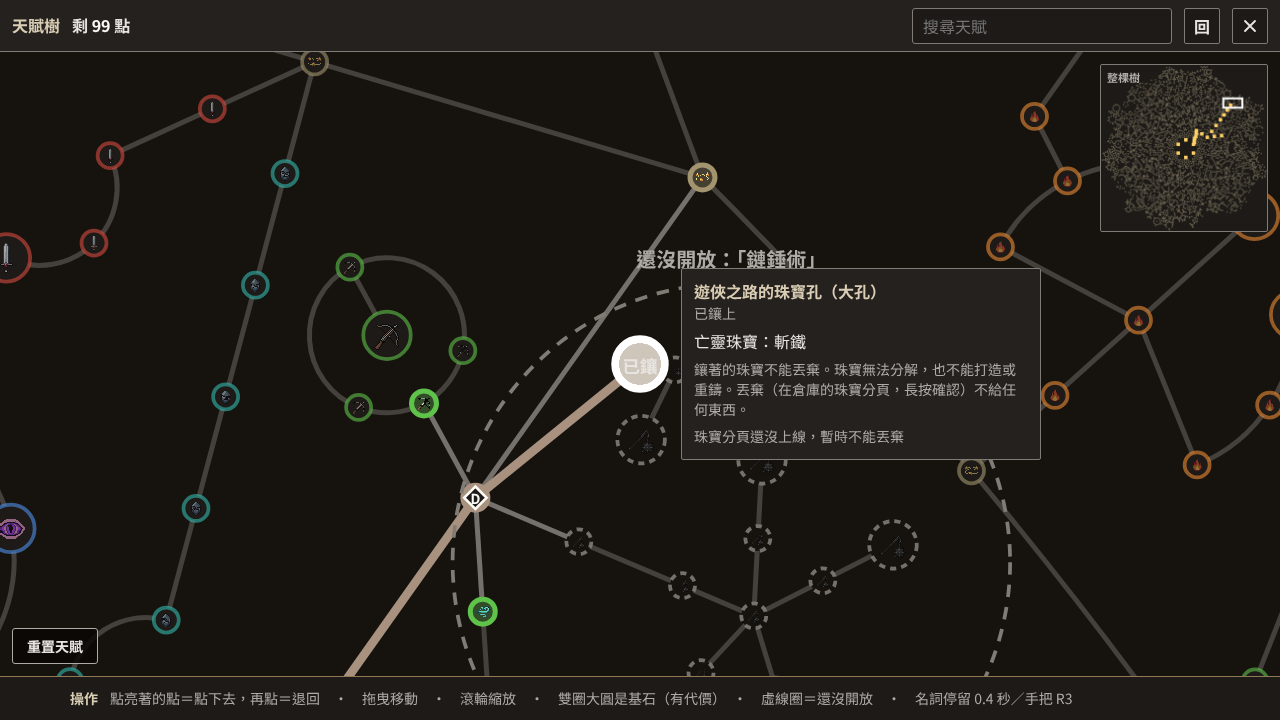 天賦樹 剩 99 點
搜尋天賦
回 ✕
整棵樹
還沒開放：「鏈錘術」
遊俠之路的珠寶孔（大孔）
已鑲上
亡靈珠寶：斬鐵
鑲著的珠寶不能丟棄。珠寶無法分解，也不能打造或
重鑄。丟棄（在倉庫的珠寶分頁，長按確認）不給任
何東西。
珠寶分頁還沒上線，暫時不能丟棄
已鑲
D
重置天賦
操作 點亮著的點＝點下去，再點＝退回 • 拖曳移動 • 滾輪縮放 • 雙圈大圓是基石（有代價） • 虛線圈＝還沒開放 • 名詞停留 0.4 秒／手把 R3